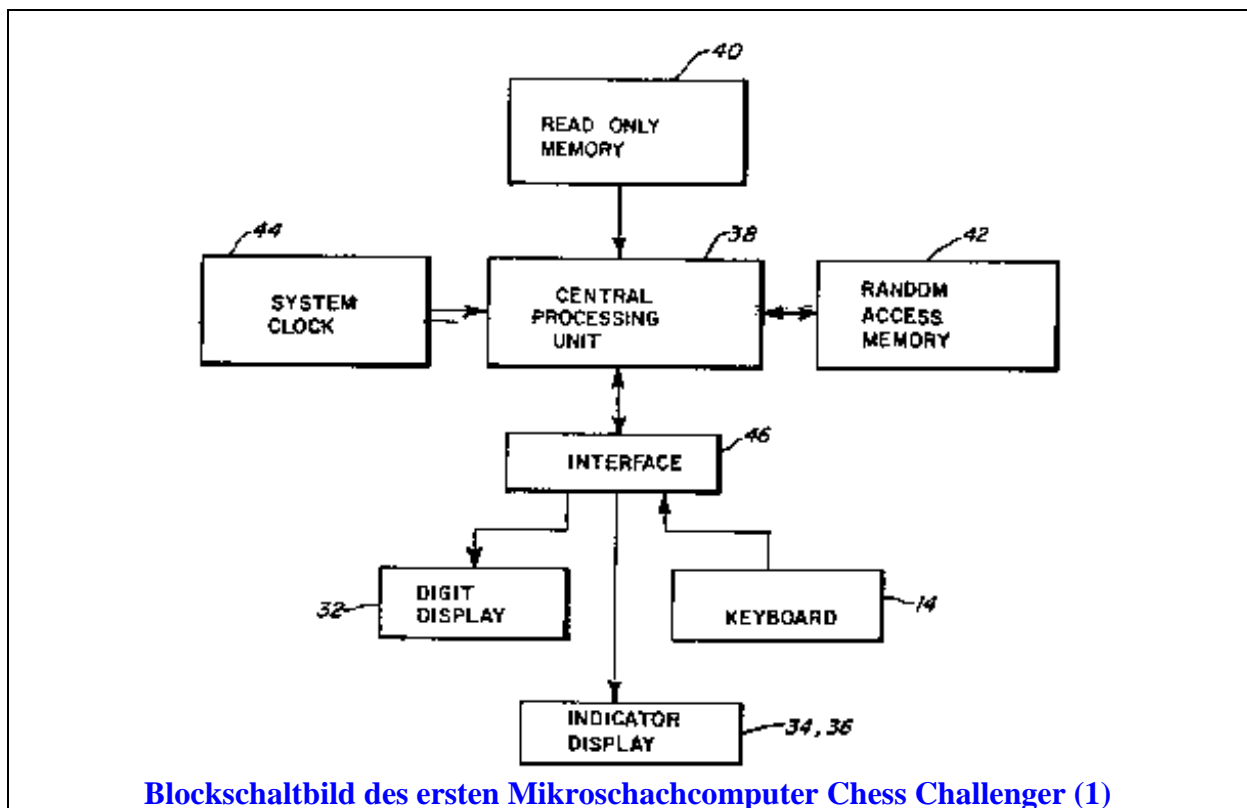 40
READ ONLY
MEMORY
44
SYSTEM
CLOCK
38
CENTRAL
PROCESSING
UNIT
42
RANDOM
ACCESS
MEMORY
46
INTERFACE
32
DIGIT
DISPLAY
14
KEYBOARD
INDICATOR
DISPLAY
34, 36
Blockschaltbild des ersten Mikroschachcomputer Chess Challenger (1)